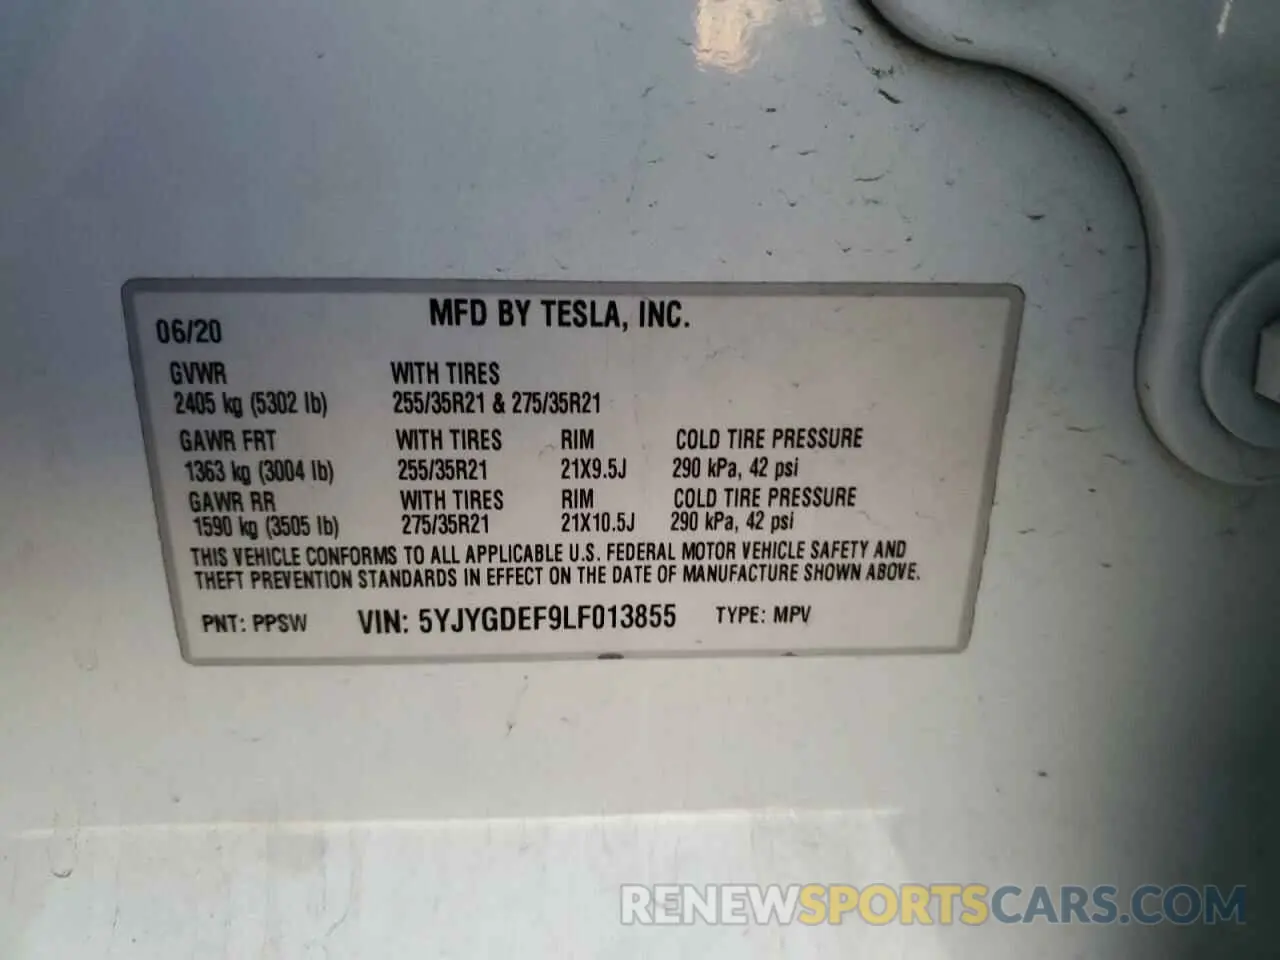 MFD BY TESLA, INC.
06/20
GVWR WITH TIRES
2405 kg (5302 lb) 255/35R21 & 275/35R21
GAWR FRT WITH TIRES RIM COLD TIRE PRESSURE
1363 kg (3004 lb) 255/35R21 21X9.5J 290 kPa, 42 psi
GAWR RR WITH TIRES RIM COLD TIRE PRESSURE
1590 kg (3505 lb) 275/35R21 21X10.5J 290 kPa, 42 psi
THIS VEHICLE CONFORMS TO ALL APPLICABLE U.S. FEDERAL MOTOR VEHICLE SAFETY AND
THEFT PREVENTION STANDARDS IN EFFECT ON THE DATE OF MANUFACTURE SHOWN ABOVE.
PNT: PPSW VIN: 5YJYGDEF9LF013855 TYPE: MPV
RENEWSPORTSCARS.COM